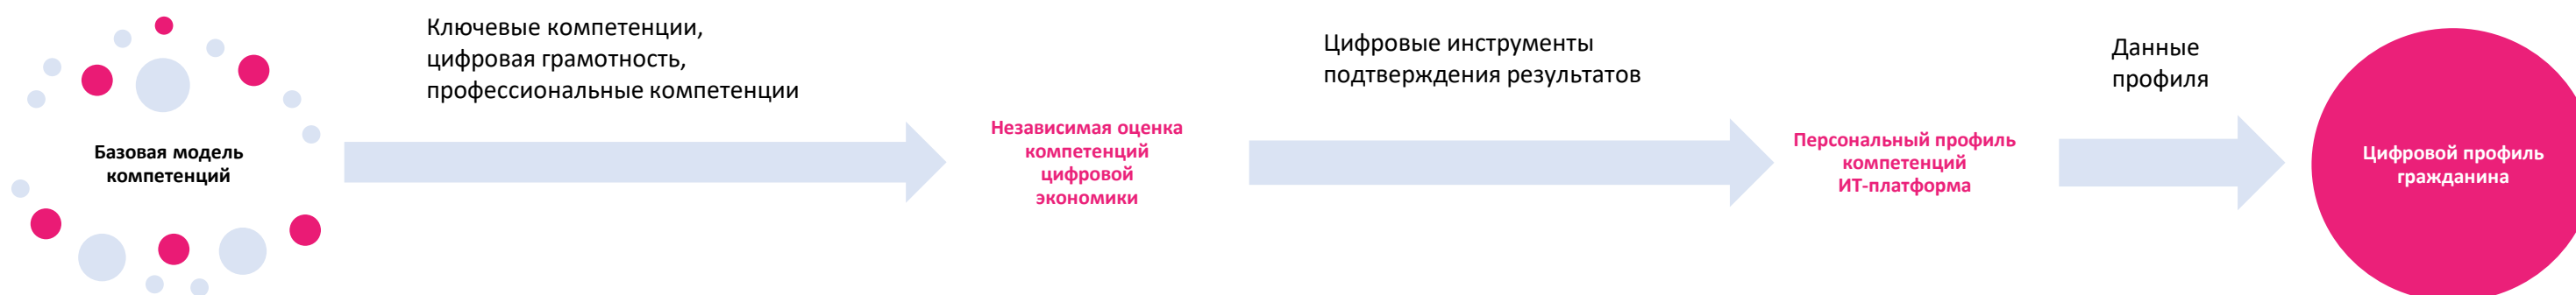 Базовая модель
компетенций
Ключевые компетенции,
цифровая грамотность,
профессиональные компетенции
Независимая оценка
компетенций
цифровой
экономики
Цифровые инструменты
подтверждения результатов
Персональный профиль
компетенций
ИТ-платформа
Данные
профиля
Цифровой профиль
гражданина